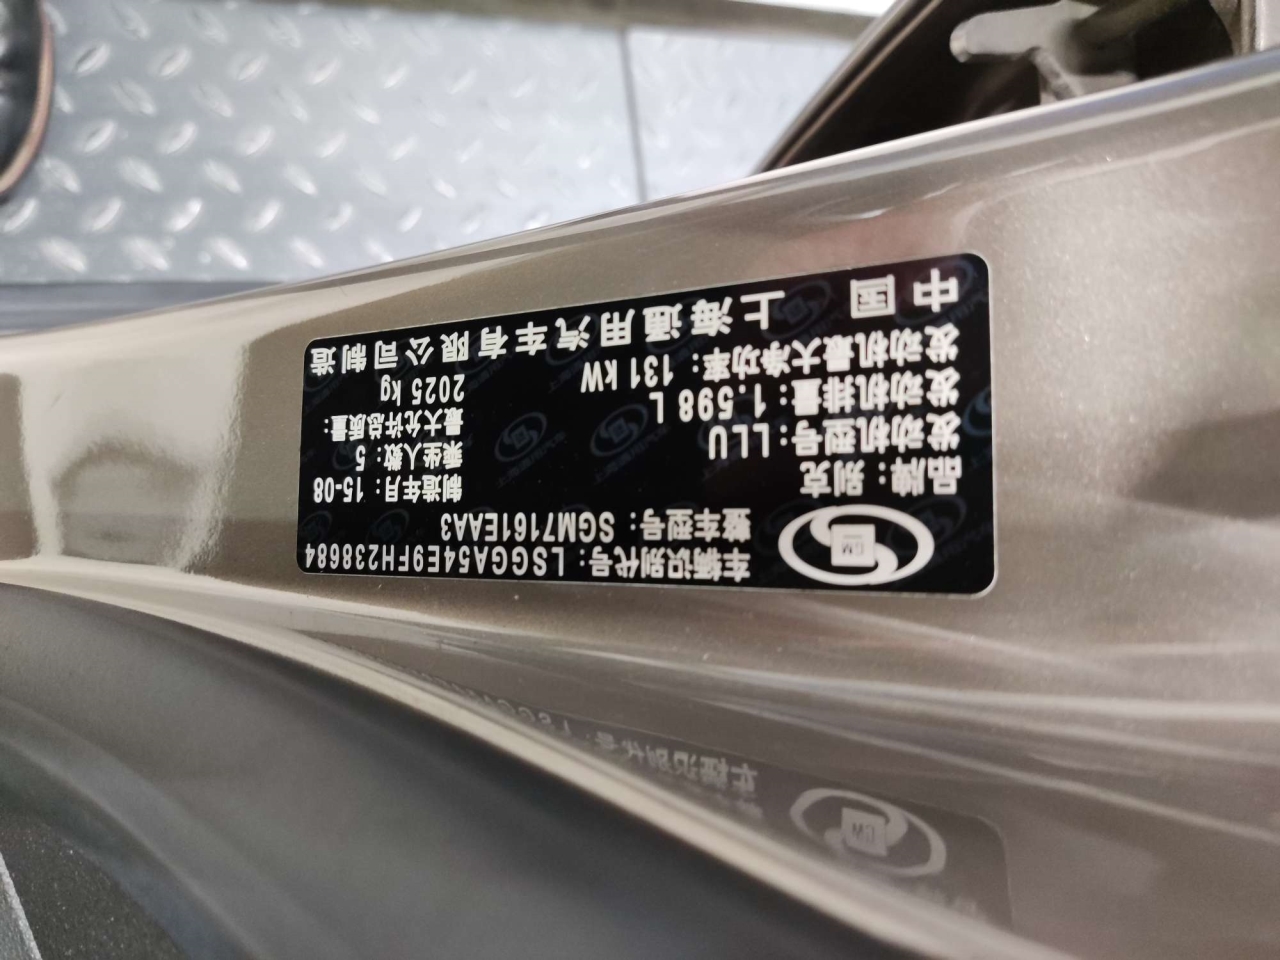 车辆识别代号: LSGGA54E9FH238684
整车型号: SGM7161EAA3
GM
品牌: 别克 制造年月: 15-08
发动机型号: LLU 乘坐人数: 5
发动机排量: 1.598 L 最大允许总质量:
发动机最大净功率: 131 kW 2025 kg
中国 上海通用汽车有限公司制造